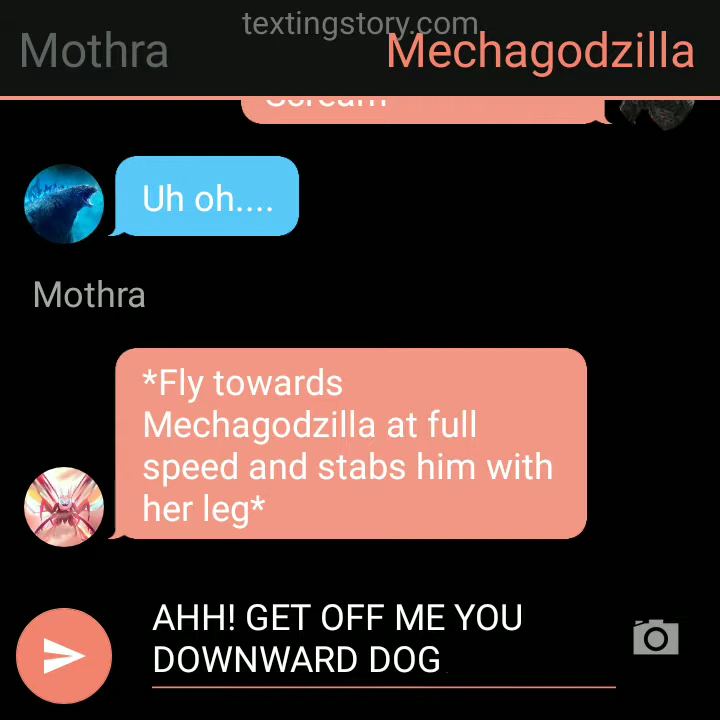 textingstory.com
Mothra
Mechagodzilla
Scream
Uh oh....
Mothra
*Fly towards
Mechagodzilla at full
speed and stabs him with
her leg*
AHH! GET OFF ME YOU
DOWNWARD DOG